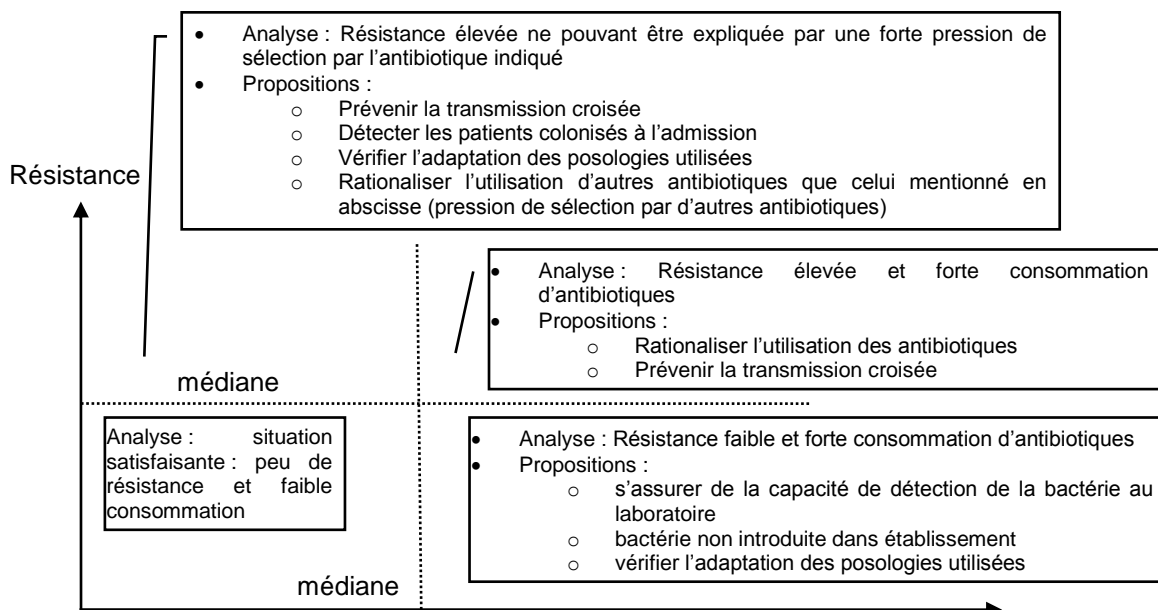 • Analyse : Résistance élevée ne pouvant être expliquée par une forte pression de
sélection par l’antibiotique indiqué
• Propositions :
o Prévenir la transmission croisée
o Détecter les patients colonisés à l’admission
o Vérifier l’adaptation des posologies utilisées
o Rationaliser l’utilisation d’autres antibiotiques que celui mentionné en
abscisse (pression de sélection par d’autres antibiotiques)
Résistance
• Analyse : Résistance élevée et forte consommation
d’antibiotiques
• Propositions :
o Rationaliser l’utilisation des antibiotiques
o Prévenir la transmission croisée
médiane
Analyse : situation
satisfaisante : peu de
résistance et faible
consommation
• Analyse : Résistance faible et forte consommation d’antibiotiques
• Propositions :
o s’assurer de la capacité de détection de la bactérie au
laboratoire
o bactérie non introduite dans établissement
o vérifier l’adaptation des posologies utilisées
médiane